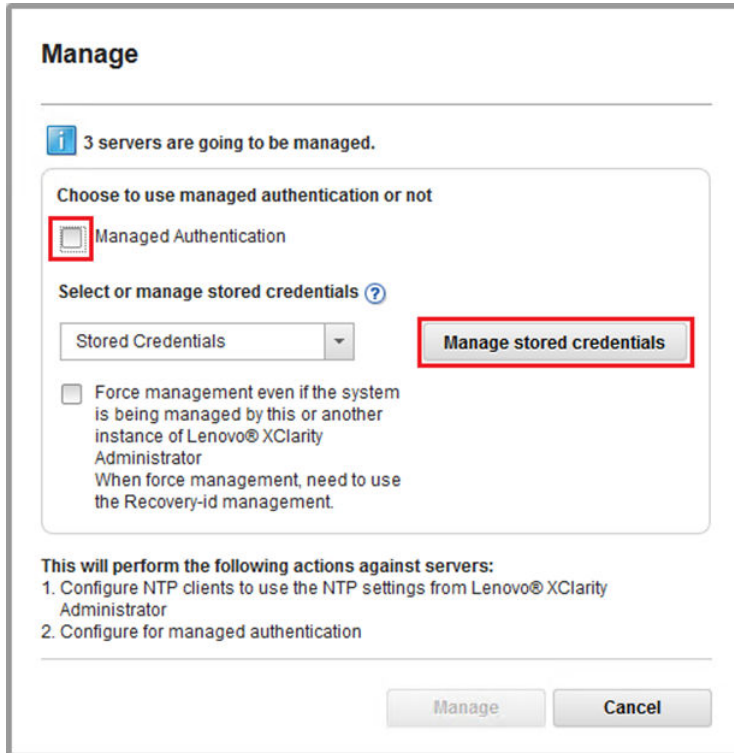 Manage
3 servers are going to be managed.
Choose to use managed authentication or not
Managed Authentication
Select or manage stored credentials ?
Stored Credentials
Manage stored credentials
Force management even if the system
is being managed by this or another
instance of Lenovo® XClarity
Administrator
When force management, need to use
the Recovery-id management.
This will perform the following actions against servers:
1. Configure NTP clients to use the NTP settings from Lenovo® XClarity
Administrator
2. Configure for managed authentication
Manage
Cancel